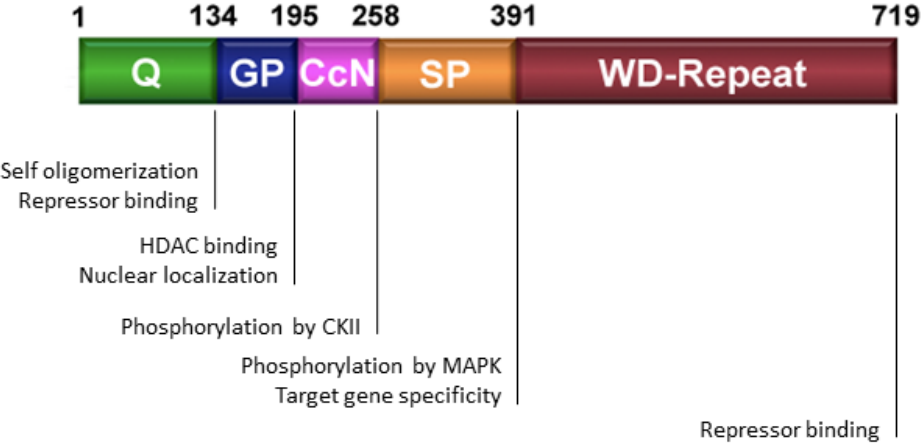 1 134 195 258 391 719
Q GP CcN SP WD-Repeat
Self oligomerization
Repressor binding
HDAC binding
Nuclear localization
Phosphorylation by CKII
Phosphorylation by MAPK
Target gene specificity
Repressor binding